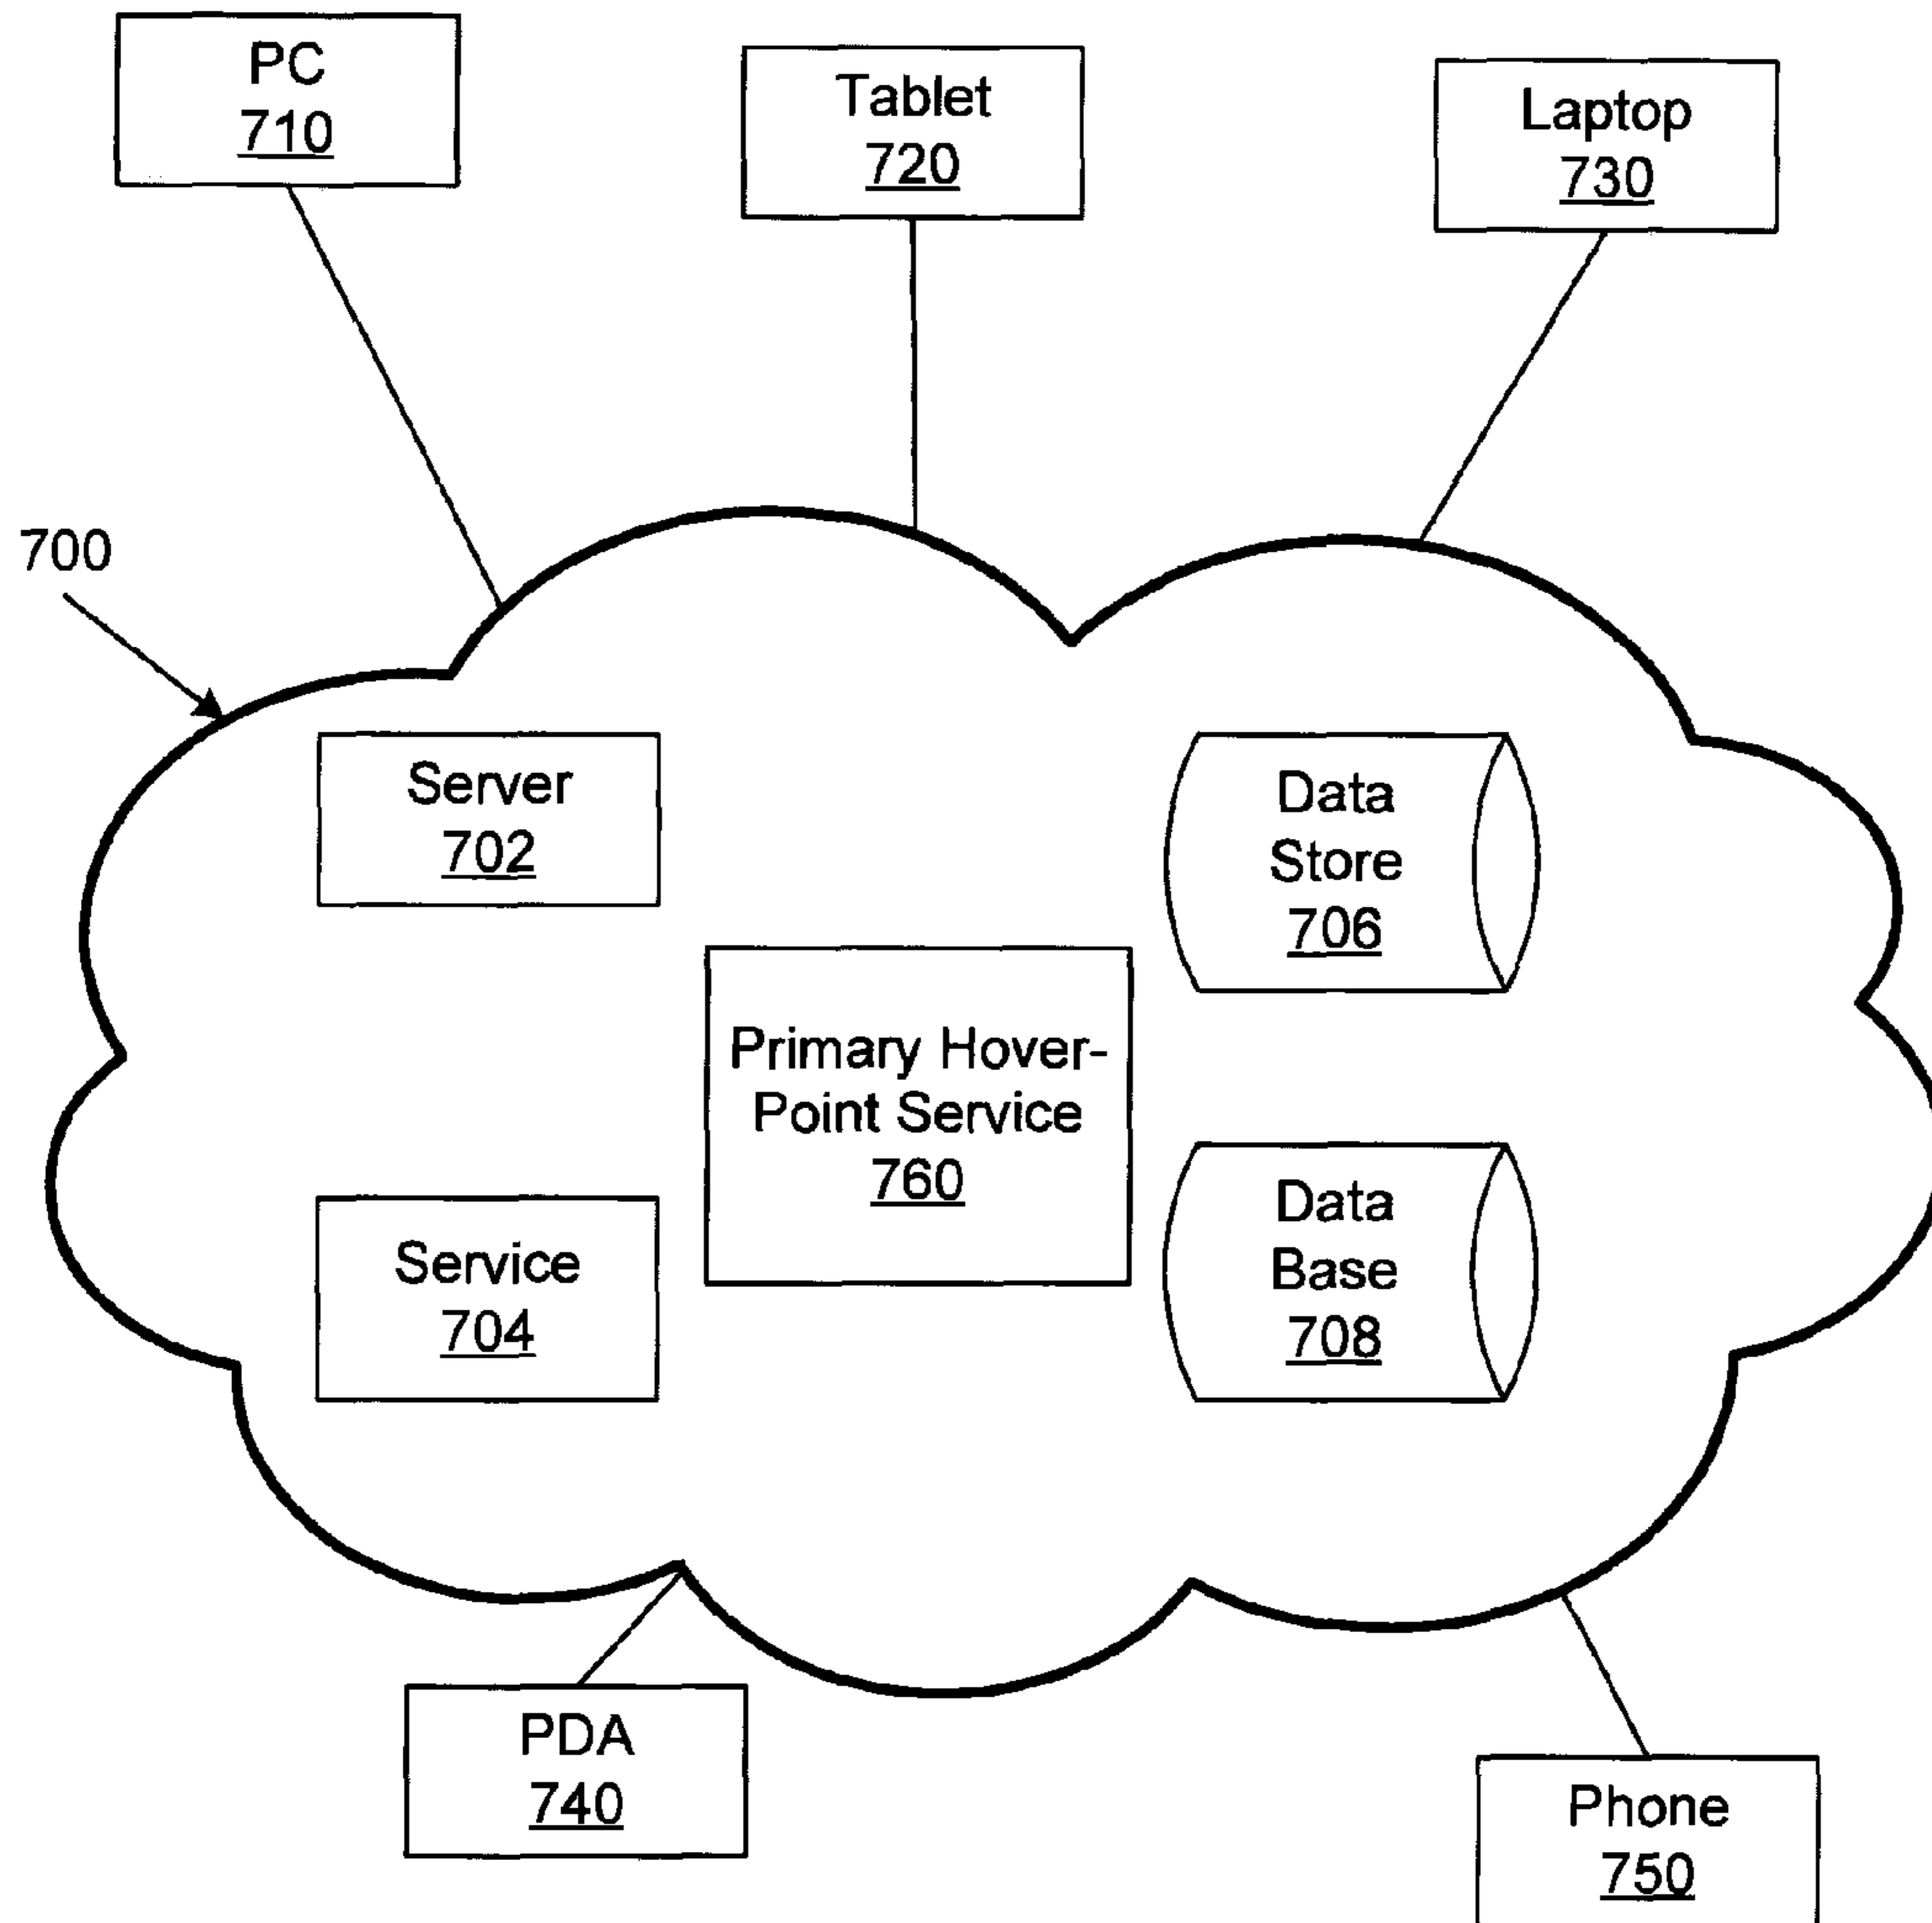 PC
710
Tablet
720
Laptop
730
700
Server
702
Data
Store
706
Primary Hover-
Point Service
760
Service
704
Data
Base
708
PDA
740
Phone
750